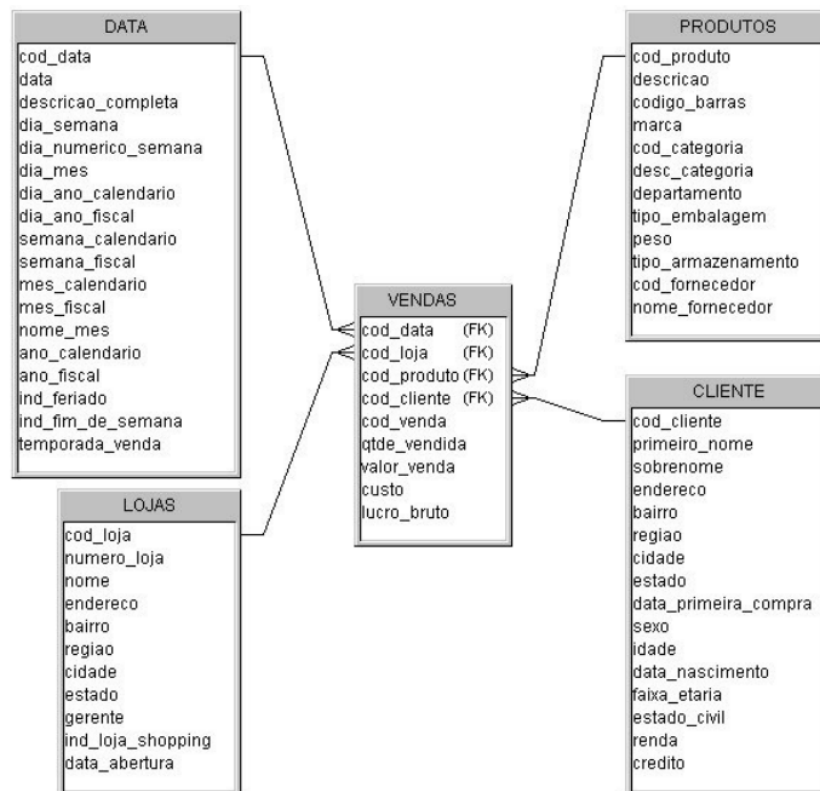 DATA
cod_data
data
descricao_completa
dia_semana
dia_numerico_semana
dia_mes
dia_ano_calendario
dia_ano_fiscal
semana_calendario
semana_fiscal
mes_calendario
mes_fiscal
nome_mes
ano_calendario
ano_fiscal
ind_feriado
ind_fim_de_semana
temporada_venda
LOJAS
cod_loja
numero_loja
nome
endereco
bairro
regiao
cidade
estado
gerente
ind_loja_shopping
data_abertura
VENDAS
cod_data (FK)
cod_loja (FK)
cod_produto (FK)
cod_cliente (FK)
cod_venda
qtde_vendida
valor_venda
custo
lucro_bruto
PRODUTOS
cod_produto
descricao
codigo_barras
marca
cod_categoria
desc_categoria
departamento
tipo_embalagem
peso
tipo_armazenamento
cod_fornecedor
nome_fornecedor
CLIENTE
cod_cliente
primeiro_nome
sobrenome
endereco
bairro
regiao
cidade
estado
data_primeira_compra
sexo
idade
data_nascimento
faixa_etaria
estado_civil
renda
credito